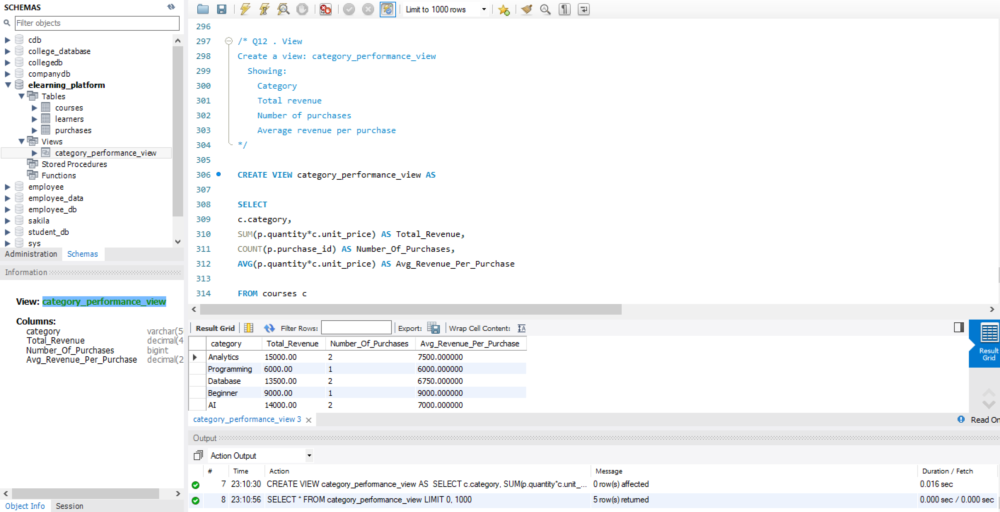 SCHEMAS
Filter objects
cdb
college_database
collegedb
companydb
elearning_platform
Tables
courses
learners
purchases
Views
category_performance_view
Stored Procedures
Functions
employee
employee_data
employee_db
sakila
student_db
sys
Administration Schemas
Information
View: category_performance_view
Columns:
category varchar(5
Total_Revenue decimal(4
Number_Of_Purchases bigint
Avg_Revenue_Per_Purchase decimal(2
Object Info Session
Limit to 1000 rows
296
297 /* Q12 . View
298 Create a view: category_performance_view
299 Showing:
300 Category
301 Total revenue
302 Number of purchases
303 Average revenue per purchase
304 */
305
306 CREATE VIEW category_performance_view AS
307
308 SELECT
309 c.category,
310 SUM(p.quantity*c.unit_price) AS Total_Revenue,
311 COUNT(p.purchase_id) AS Number_Of_Purchases,
312 AVG(p.quantity*c.unit_price) AS Avg_Revenue_Per_Purchase
313
314 FROM courses c
Result Grid Filter Rows: Export: Wrap Cell Content:
category Total_Revenue Number_Of_Purchases Avg_Revenue_Per_Purchase
Analytics 15000.00 2 7500.000000
Programming 6000.00 1 6000.000000
Database 13500.00 2 6750.000000
Beginner 9000.00 1 9000.000000
AI 14000.00 2 7000.000000
Result
Grid
category_performance_view 3 Read On
Output
Action Output
# Time Action Message Duration / Fetch
7 23:10:30 CREATE VIEW category_performance_view AS SELECT c.category, SUM(p.quantity*c.unit_... 0 row(s) affected 0.016 sec
8 23:10:56 SELECT * FROM category_performance_view LIMIT 0, 1000 5 row(s) returned 0.000 sec / 0.000 sec